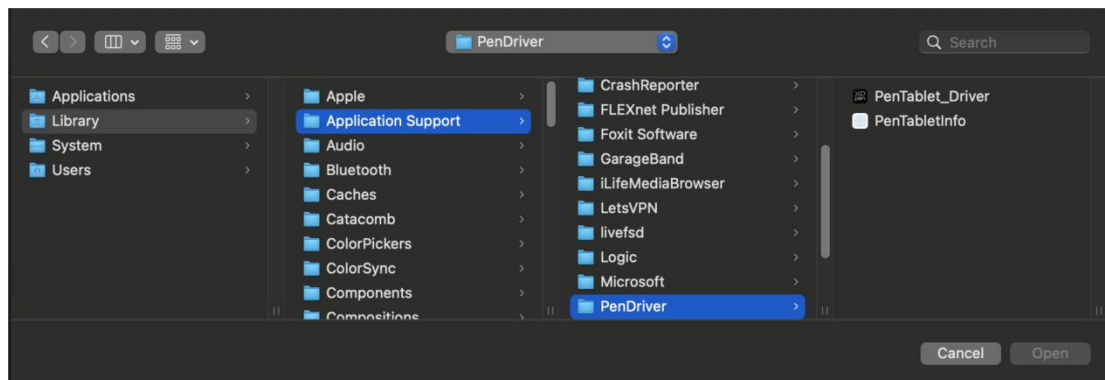 PenDriver
Search
Applications
Library
System
Users
Apple
Application Support
Audio
Bluetooth
Caches
Catacomb
ColorPickers
ColorSync
Components
Compositions
CrashReporter
FLEXnet Publisher
Foxit Software
GarageBand
iLifeMediaBrowser
LetsVPN
livefsd
Logic
Microsoft
PenDriver
PenTablet_Driver
PenTabletInfo
Cancel
Open